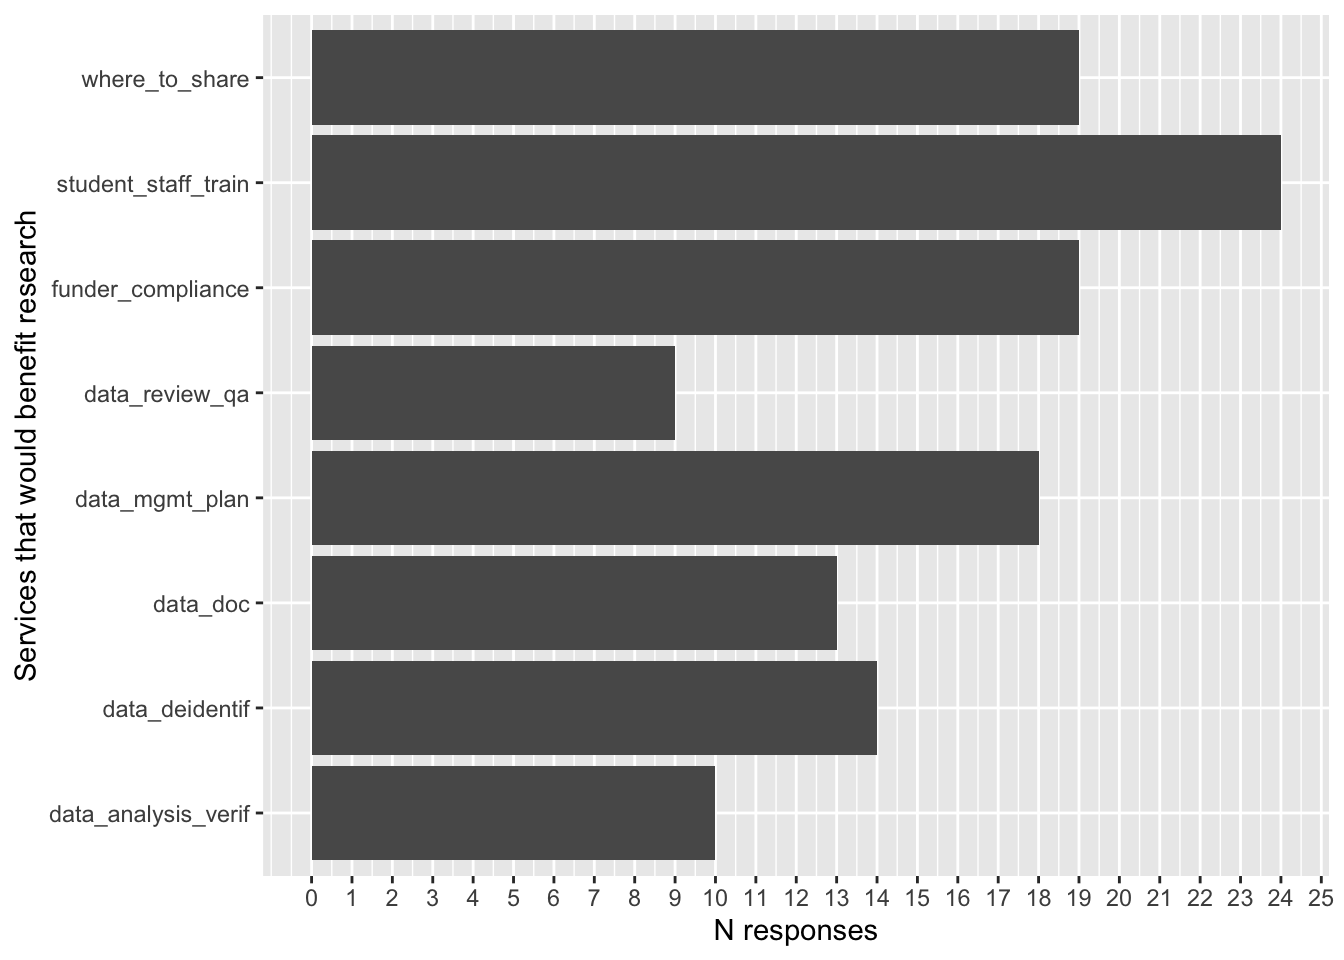 Services that would benefit research
where_to_share
student_staff_train
funder_compliance
data_review_qa
data_mgmt_plan
data_doc
data_deidentif
data_analysis_verif
0 1 2 3 4 5 6 7 8 9 10 11 12 13 14 15 16 17 18 19 20 21 22 23 24 25
N responses